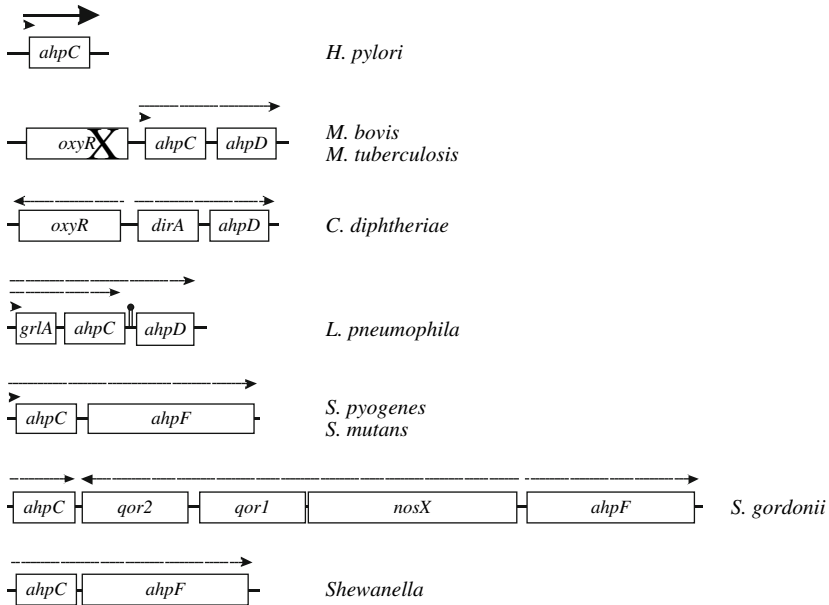 ahpC
H. pylori
oxyR X ahpC ahpD
M. bovis
M. tuberculosis
oxyR dirA ahpD
C. diphtheriae
grlA ahpC ahpD
L. pneumophila
ahpC ahpF
S. pyogenes
S. mutans
ahpC qor2 qor1 nosX ahpF
S. gordonii
ahpC ahpF
Shewanella